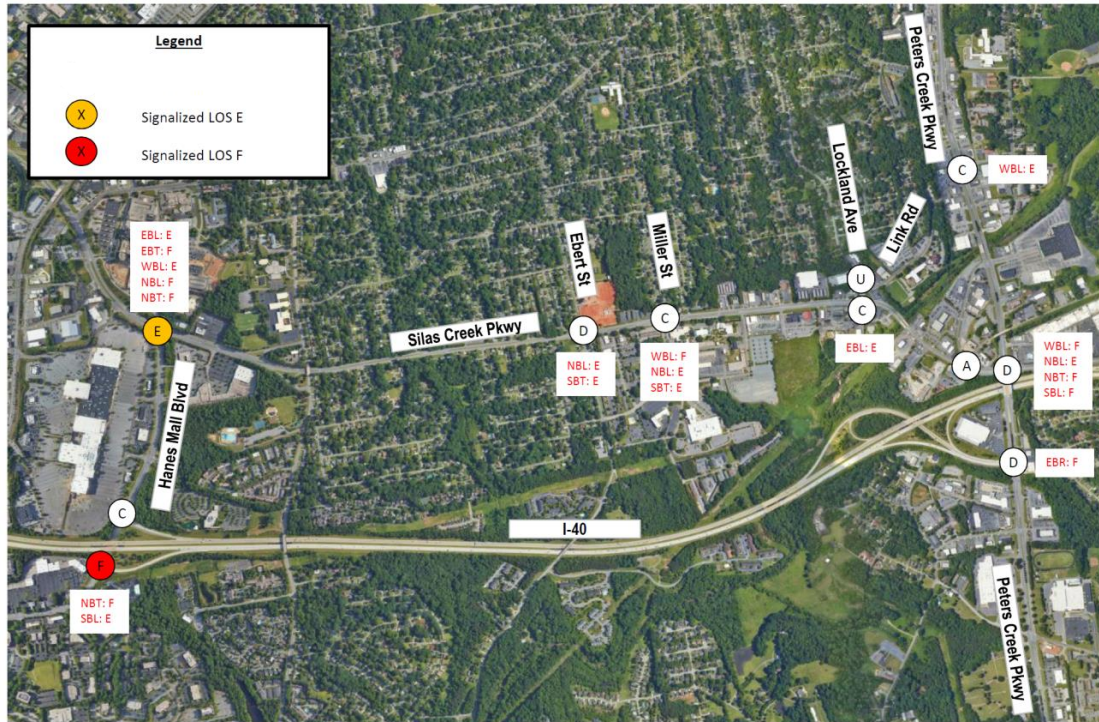 Legend
X Signalized LOS E
X Signalized LOS F
Peters Creek Pkwy
C
WBL: E
Lockland Ave
Link Rd
EBL: E
EBT: F
WBL: E
NBL: F
NBT: F
E
Hanes Mall Blvd
Silas Creek Pkwy
Ebert St
D
NBL: E
SBT: E
Miller St
C
WBL: F
NBL: E
SBT: E
U
C
EBL: E
A
D
WBL: F
NBL: E
NBT: F
SBL: F
D
EBR: F
C
I-40
F
NBT: F
SBL: E
Peters Creek Pkwy